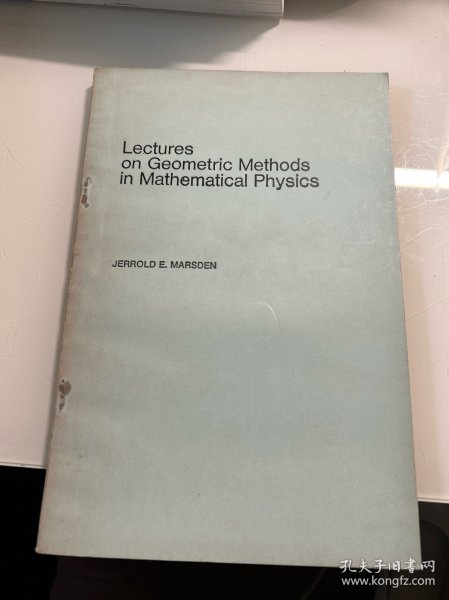 Lectures
on Geometric Methods
in Mathematical Physics
JERROLD E. MARSDEN
孔夫子旧书网
www.kongfz.com